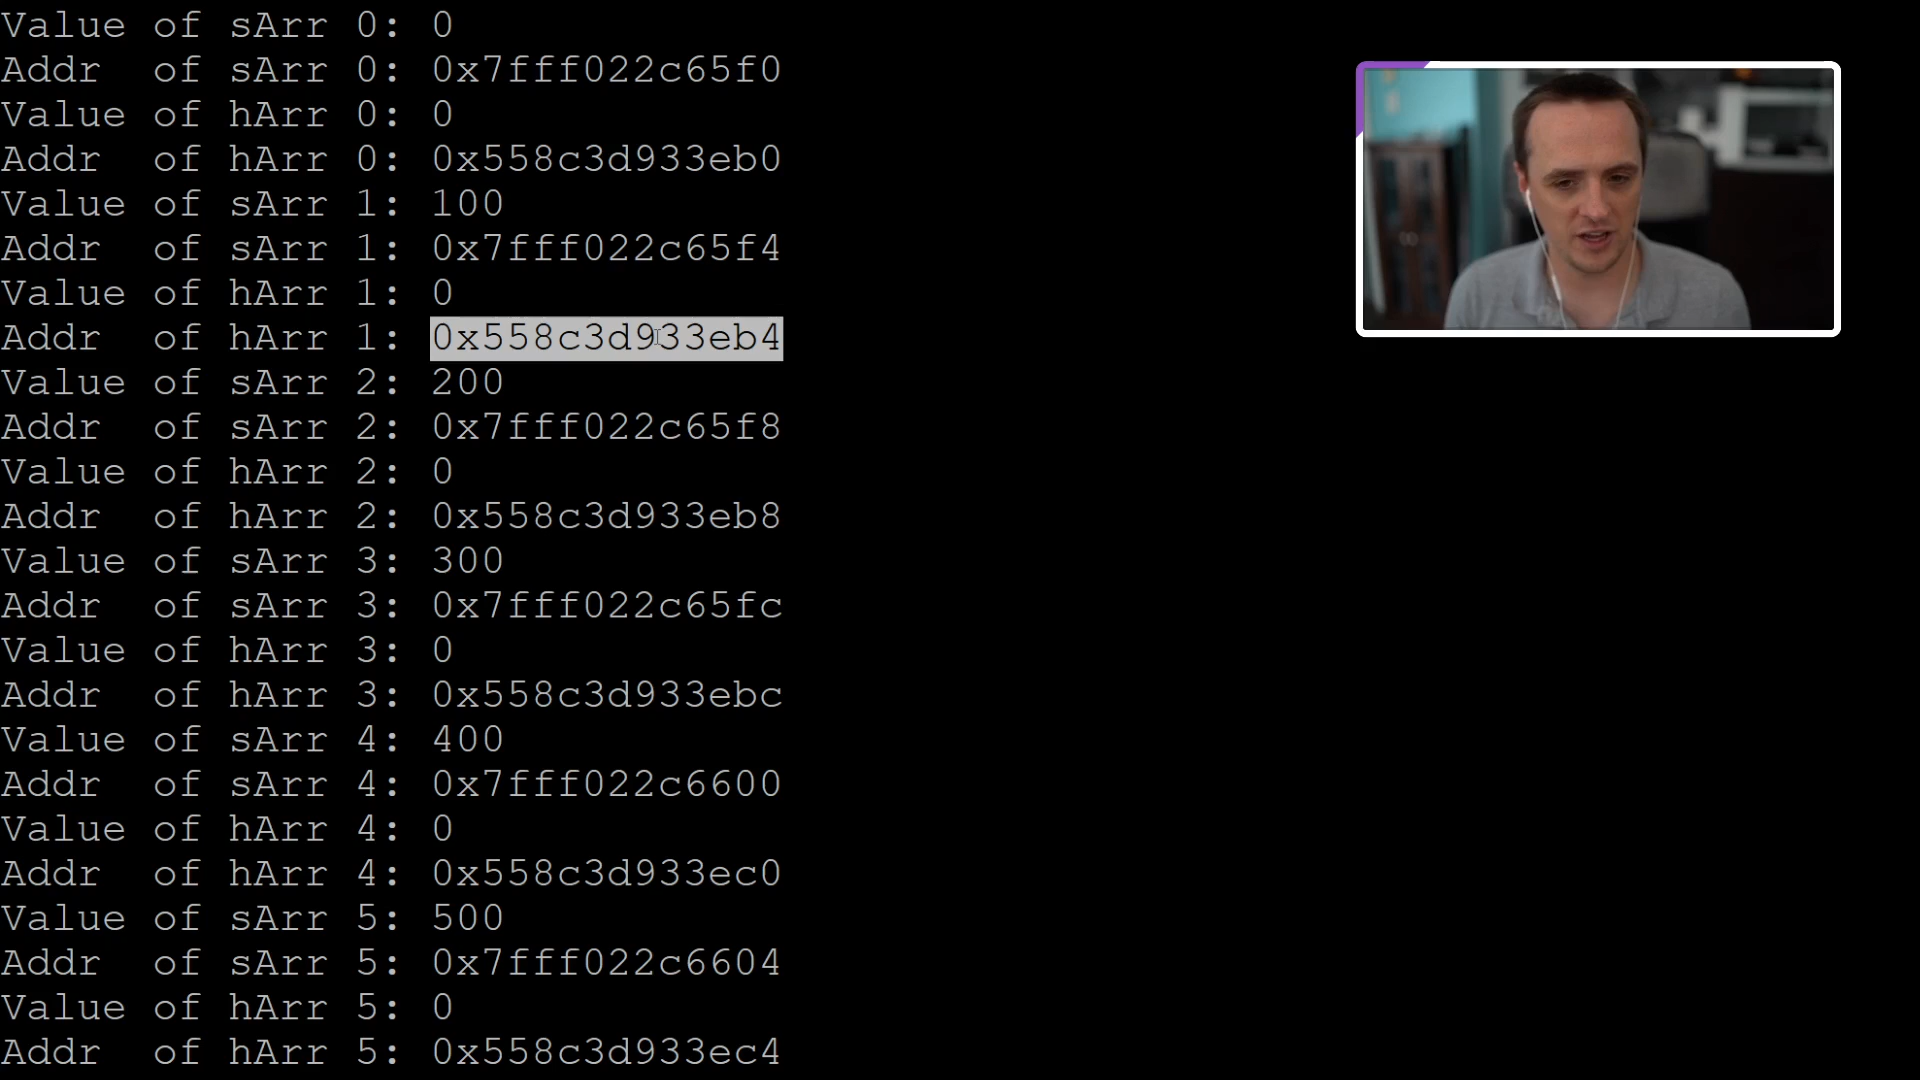 Value of sArr 0: 0
Addr  of sArr 0: 0x7fff022c65f0
Value of hArr 0: 0
Addr  of hArr 0: 0x558c3d933eb0
Value of sArr 1: 100
Addr  of sArr 1: 0x7fff022c65f4
Value of hArr 1: 0
Addr  of hArr 1: 0x558c3d933eb4
Value of sArr 2: 200
Addr  of sArr 2: 0x7fff022c65f8
Value of hArr 2: 0
Addr  of hArr 2: 0x558c3d933eb8
Value of sArr 3: 300
Addr  of sArr 3: 0x7fff022c65fc
Value of hArr 3: 0
Addr  of hArr 3: 0x558c3d933ebc
Value of sArr 4: 400
Addr  of sArr 4: 0x7fff022c6600
Value of hArr 4: 0
Addr  of hArr 4: 0x558c3d933ec0
Value of sArr 5: 500
Addr  of sArr 5: 0x7fff022c6604
Value of hArr 5: 0
Addr  of hArr 5: 0x558c3d933ec4